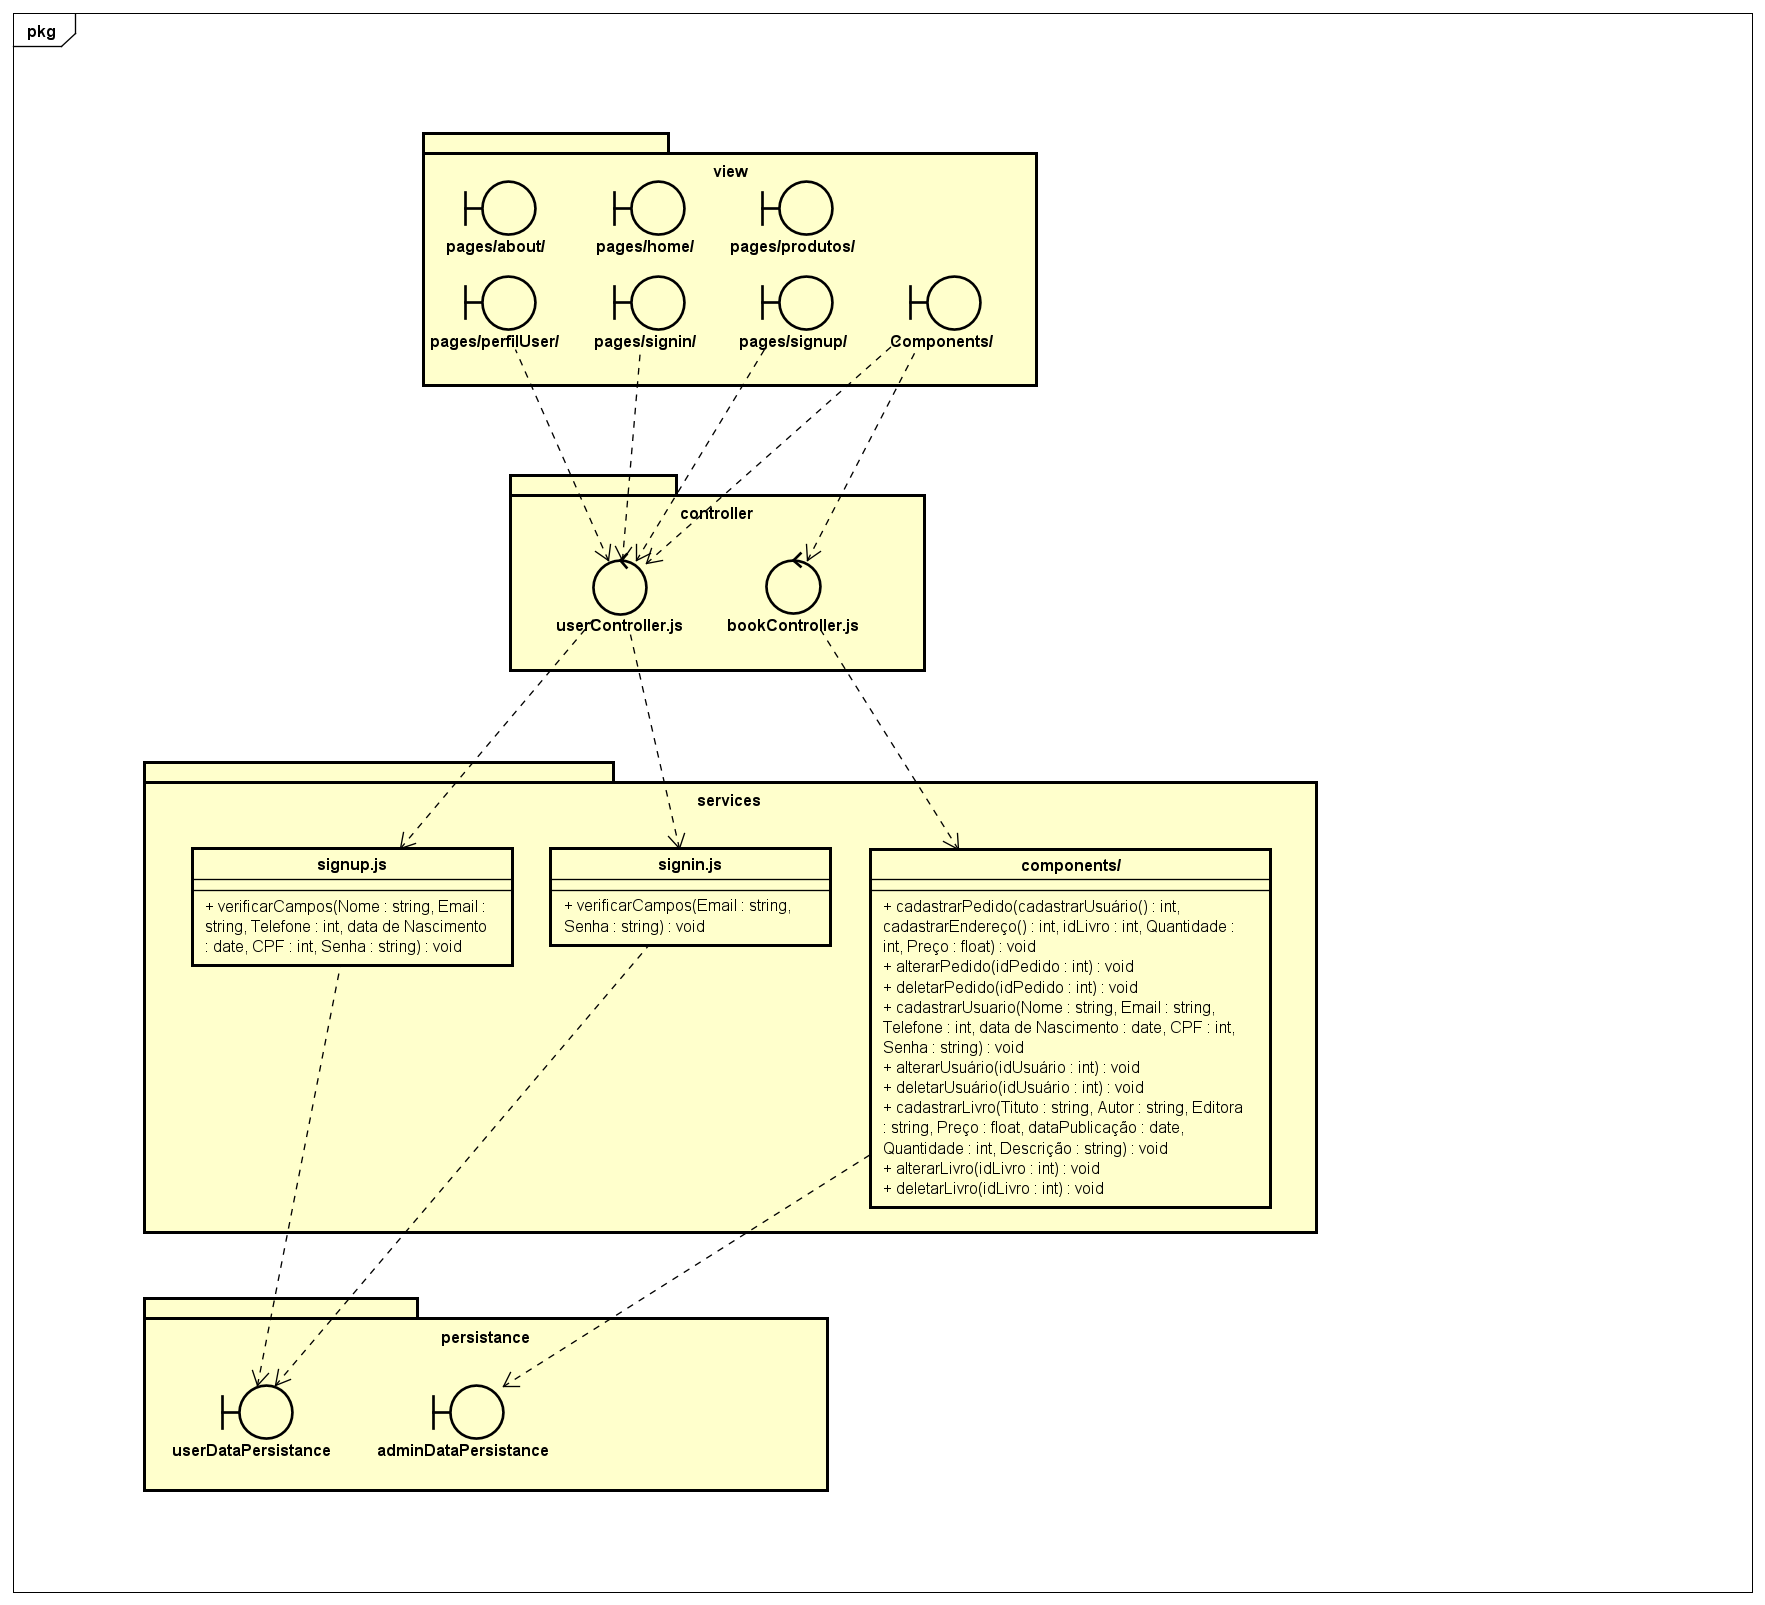 pkg
view
pages/about/
pages/home/
pages/produtos/
pages/perfilUser/
pages/signin/
pages/signup/
Components/
controller
userController.js
bookController.js
services
signup.js
+ verificarCampos(Nome : string, Email :
string, Telefone : int, data de Nascimento
: date, CPF : int, Senha : string) : void
signin.js
+ verificarCampos(Email : string,
Senha : string) : void
components/
+ cadastrarPedido(cadastrarUsuário() : int,
cadastrarEndereço() : int, idLivro : int, Quantidade :
int, Preço : float) : void
+ alterarPedido(idPedido : int) : void
+ deletarPedido(idPedido : int) : void
+ cadastrarUsuario(Nome : string, Email : string,
Telefone : int, data de Nascimento : date, CPF : int,
Senha : string) : void
+ alterarUsuário(idUsuário : int) : void
+ deletarUsuário(idUsuário : int) : void
+ cadastrarLivro(Tituto : string, Autor : string, Editora
: string, Preço : float, dataPublicação : date,
Quantidade : int, Descrição : string) : void
+ alterarLivro(idLivro : int) : void
+ deletarLivro(idLivro : int) : void
persistance
userDataPersistance
adminDataPersistance